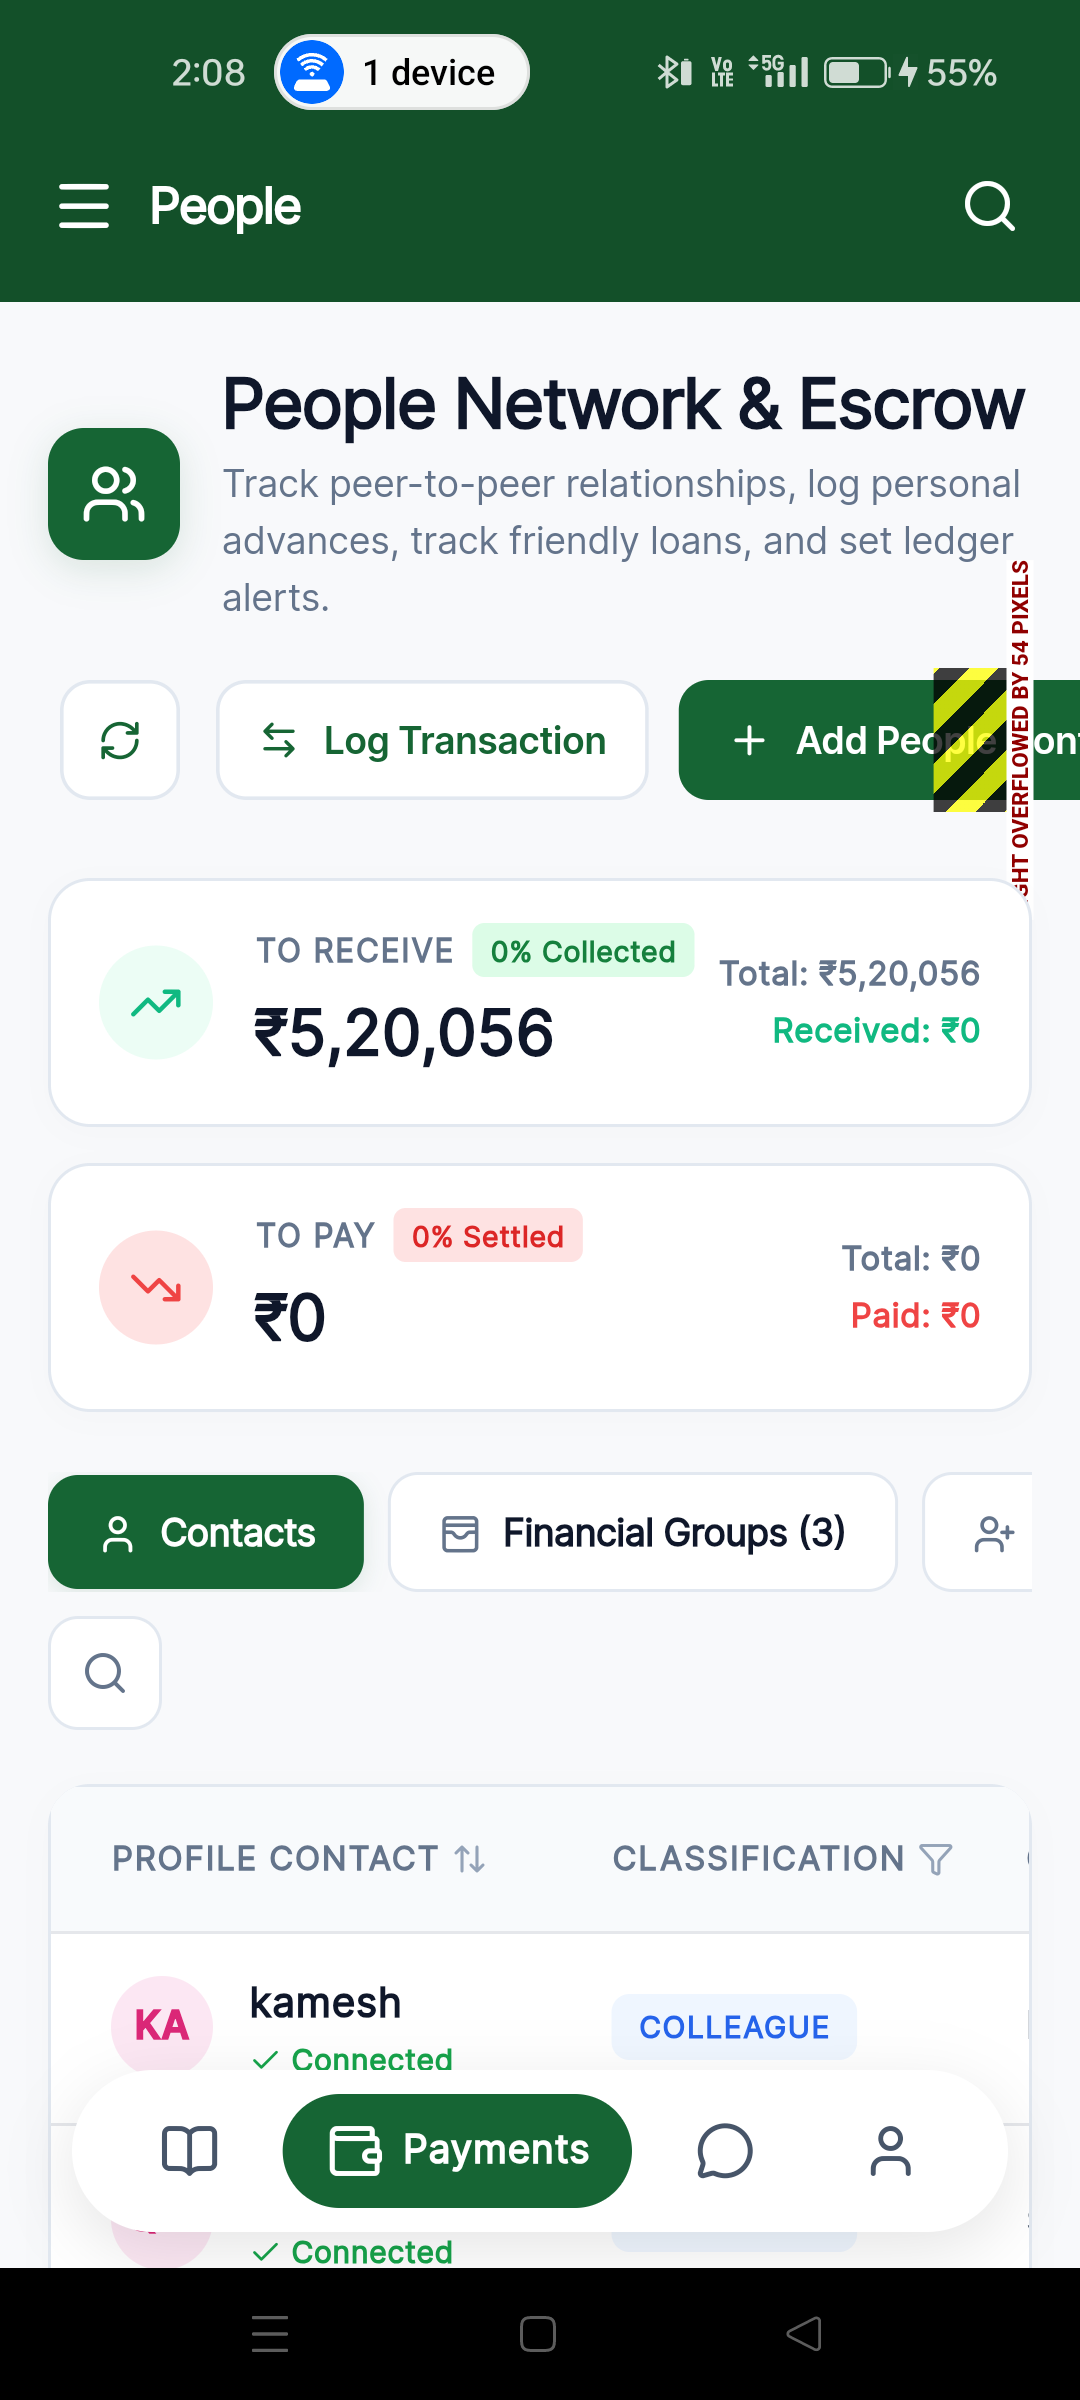 2:08
1 device
Vo LTE
5G
55%
People
People Network & Escrow
Track peer-to-peer relationships, log personal
advances, track friendly loans, and set ledger
alerts.
OVERFLOWED BY 54 PIXELS
Log Transaction
Add People
TO RECEIVE
0% Collected
₹5,20,056
Total: ₹5,20,056
Received: ₹0
TO PAY
0% Settled
₹0
Total: ₹0
Paid: ₹0
Contacts
Financial Groups (3)
PROFILE CONTACT
CLASSIFICATION
KA
kamesh
Connected
COLLEAGUE
Payments
Connected